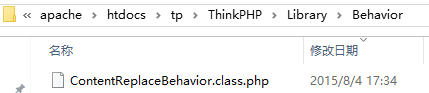 « apache › htdocs › tp › ThinkPHP › Library › Behavior
名称 修改日期
ContentReplaceBehavior.class.php 2015/8/4 17:34